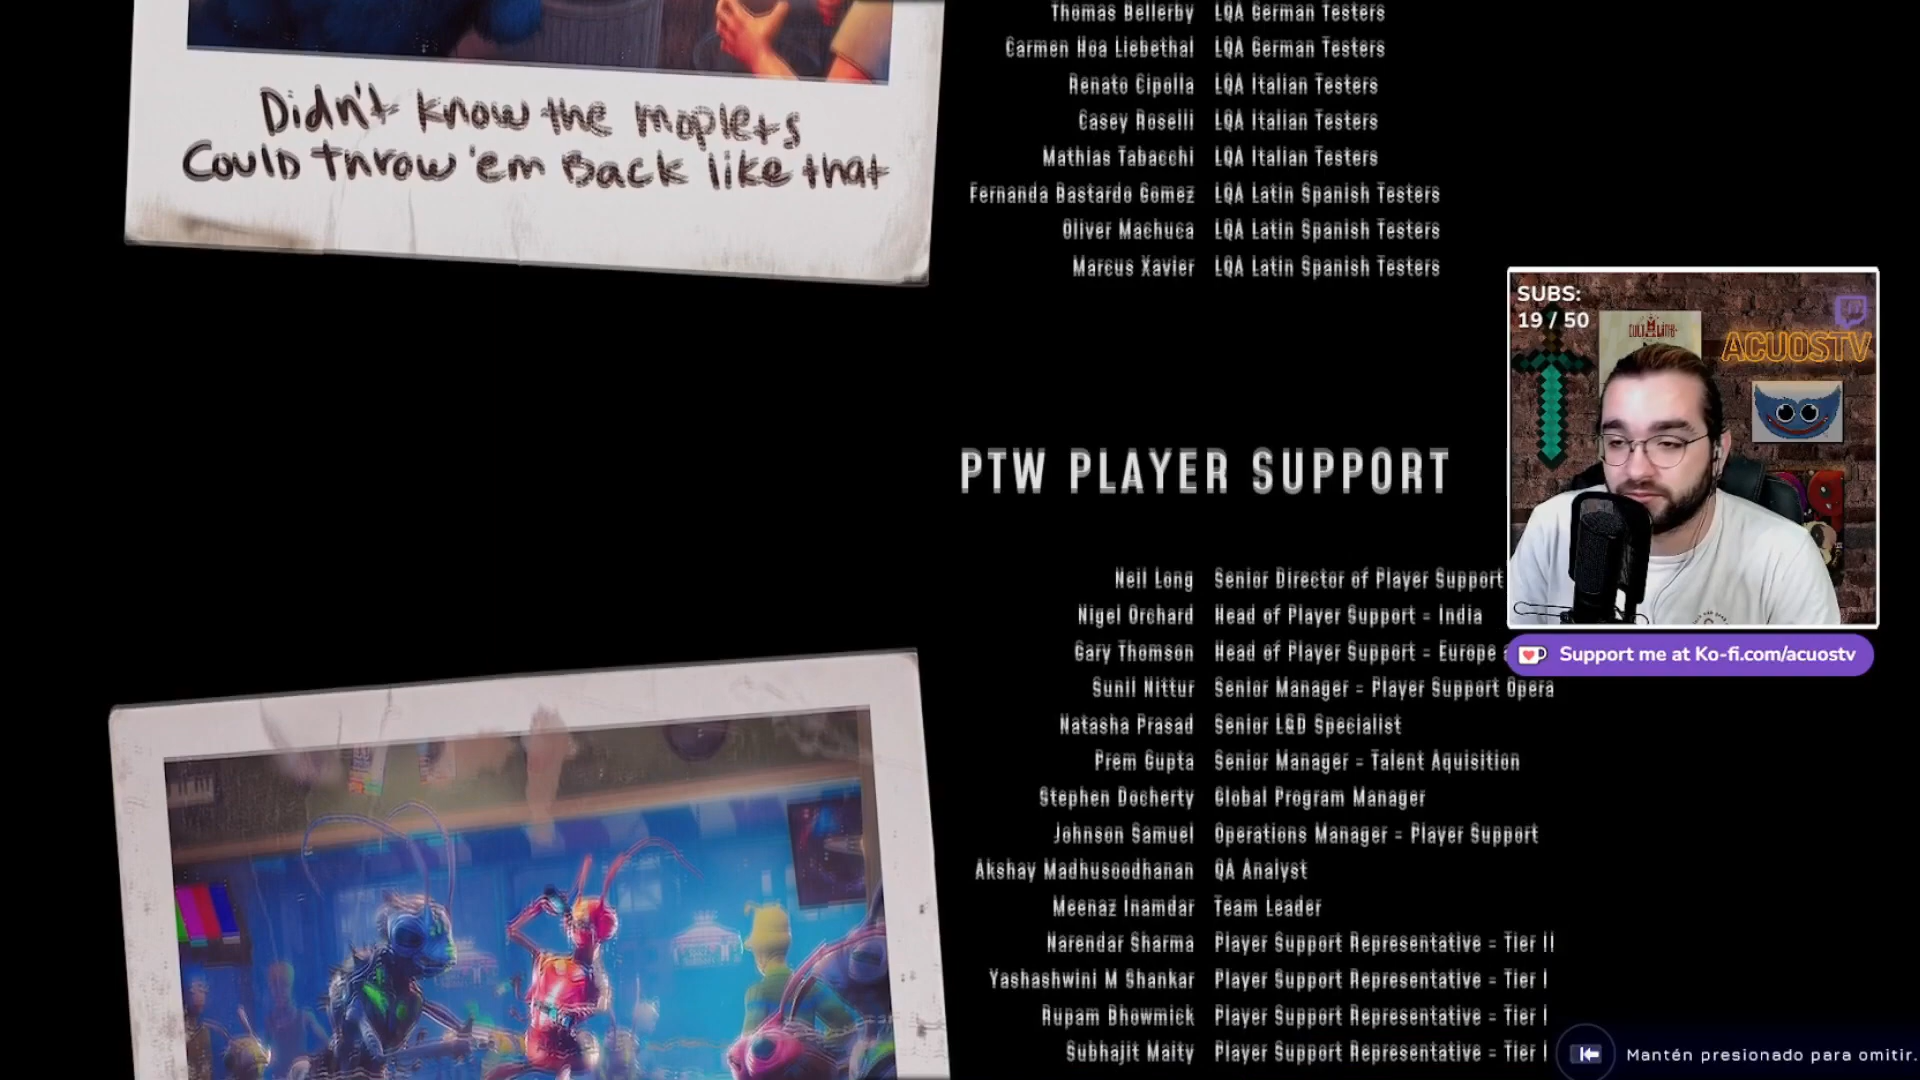 Didn't know the moplets
Could throw 'em Back like that
Thomas Bellerby LQA German Testers
Carmen Hoa Liebethal LQA German Testers
Renato Cipolla LQA Italian Testers
Casey Roselli LQA Italian Testers
Mathias Tabacchi LQA Italian Testers
Fernanda Bastardo Gomez LQA Latin Spanish Testers
Oliver Machuca LQA Latin Spanish Testers
Marcus Xavier LQA Latin Spanish Testers
PTW PLAYER SUPPORT
Neil Long Senior Director of Player Support
Nigel Orchard Head of Player Support - India
Gary Thomson Head of Player Support - Europe
Sunil Nittur Senior Manager - Player Support Opera
Natasha Prasad Senior L&D Specialist
Prem Gupta Senior Manager - Talent Aquisition
Stephen Docherty Global Program Manager
Johnson Samuel Operations Manager - Player Support
Akshay Madhusoodhanan QA Analyst
Meenaz Inamdar Team Leader
Narendar Sharma Player Support Representative - Tier II
Yashashwini M Shankar Player Support Representative - Tier I
Rupam Bhowmick Player Support Representative - Tier I
Subhajit Maity Player Support Representative - Tier I
SUBS:
19 / 50
ACUOSTV
Support me at Ko-fi.com/acuostv
Mantén presionado para omitir.